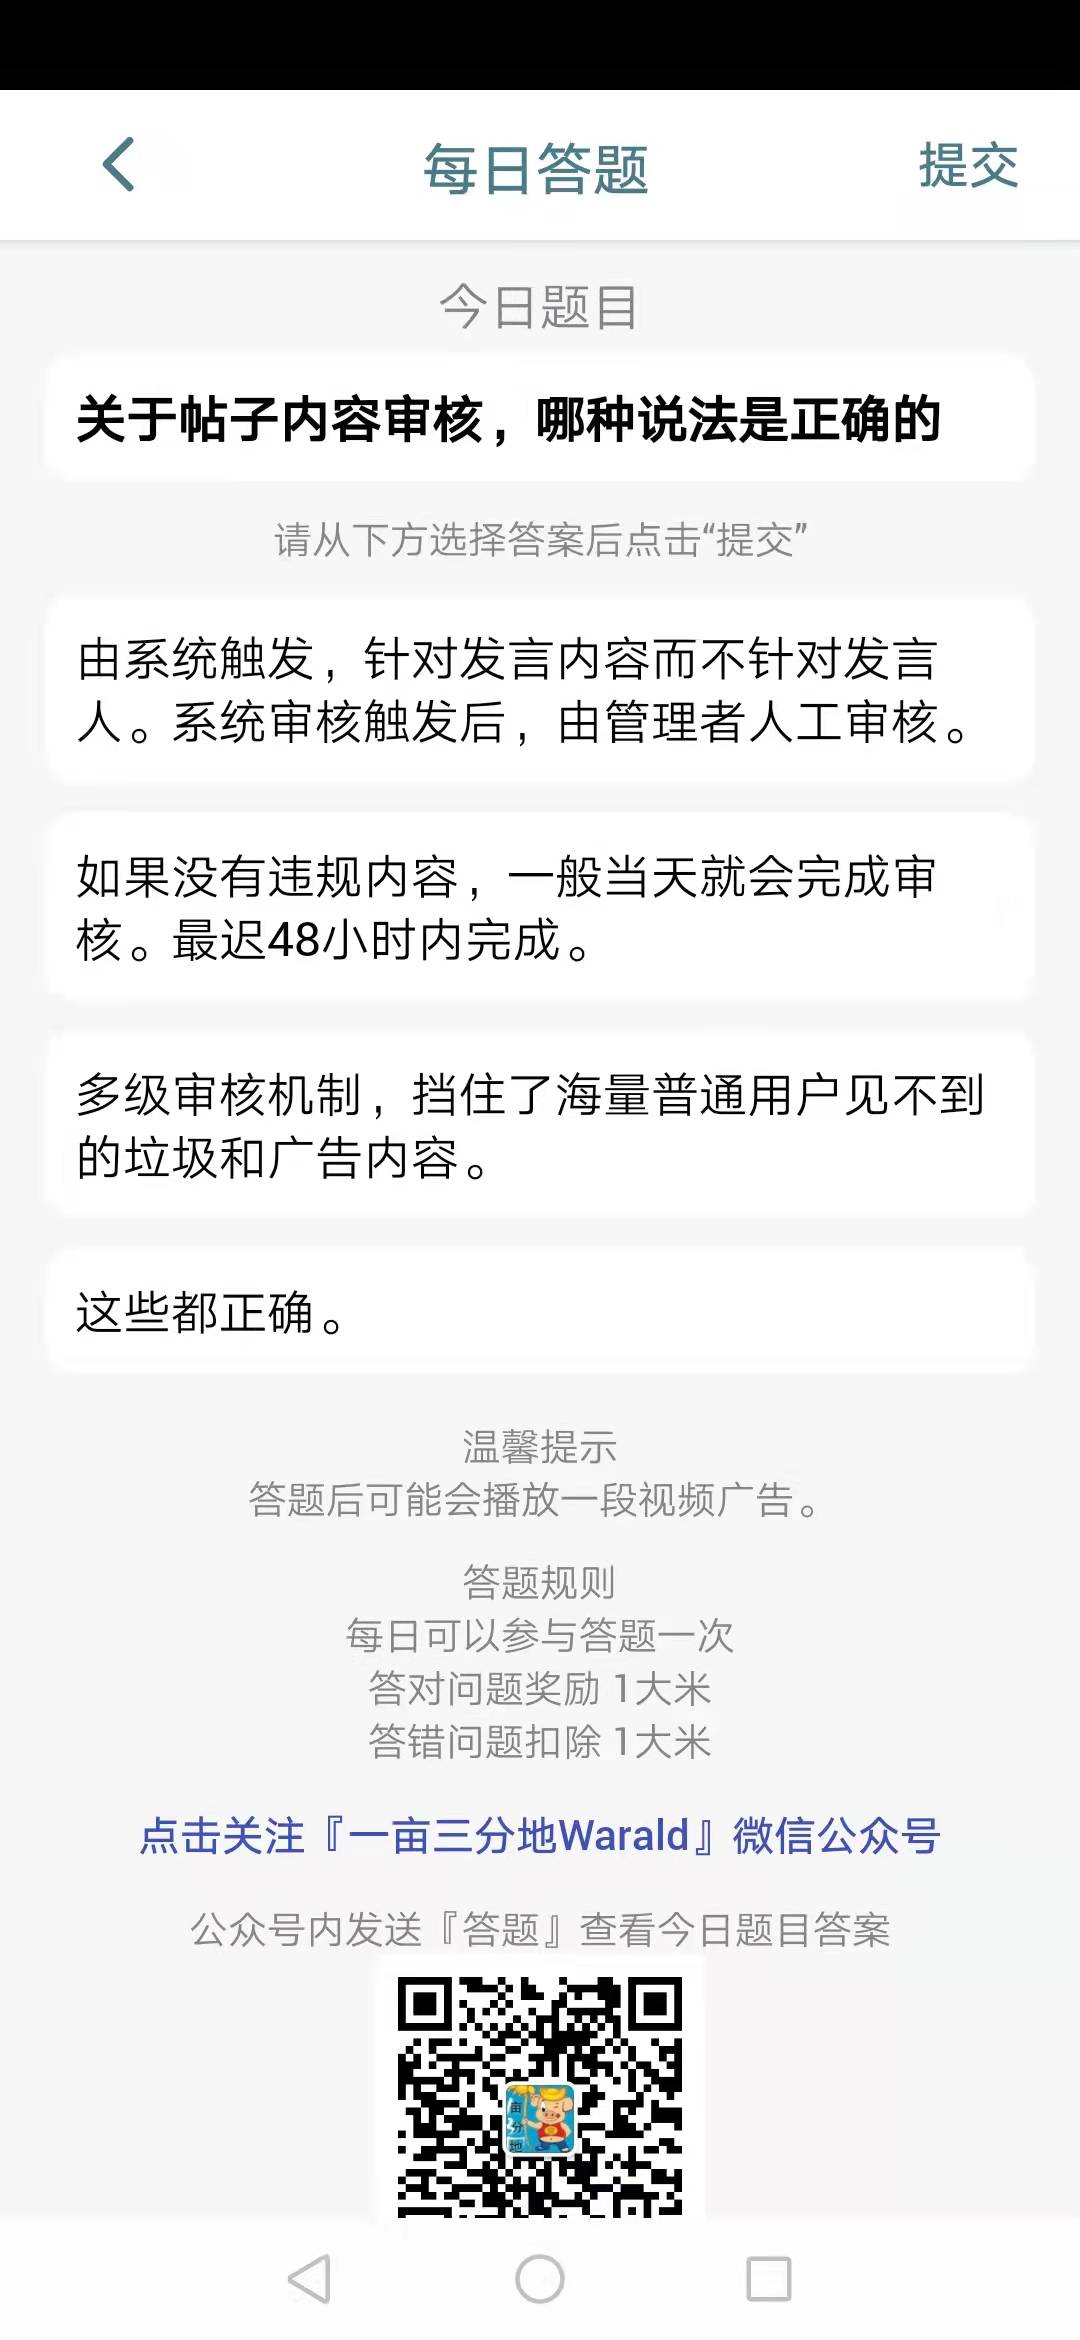 每日答题
提交
今日题目
关于帖子内容审核，哪种说法是正确的
请从下方选择答案后点击“提交”
由系统触发，针对发言内容而不针对发言
人。系统审核触发后，由管理者人工审核。
如果没有违规内容，一般当天就会完成审
核。最迟48小时内完成。
多级审核机制，挡住了海量普通用户见不到
的垃圾和广告内容。
这些都正确。
温馨提示
答题后可能会播放一段视频广告。
答题规则
每日可以参与答题一次
答对问题奖励 1大米
答错问题扣除 1大米
点击关注『一亩三分地Warald』微信公众号
公众号内发送『答题』查看今日题目答案
亩
分
地